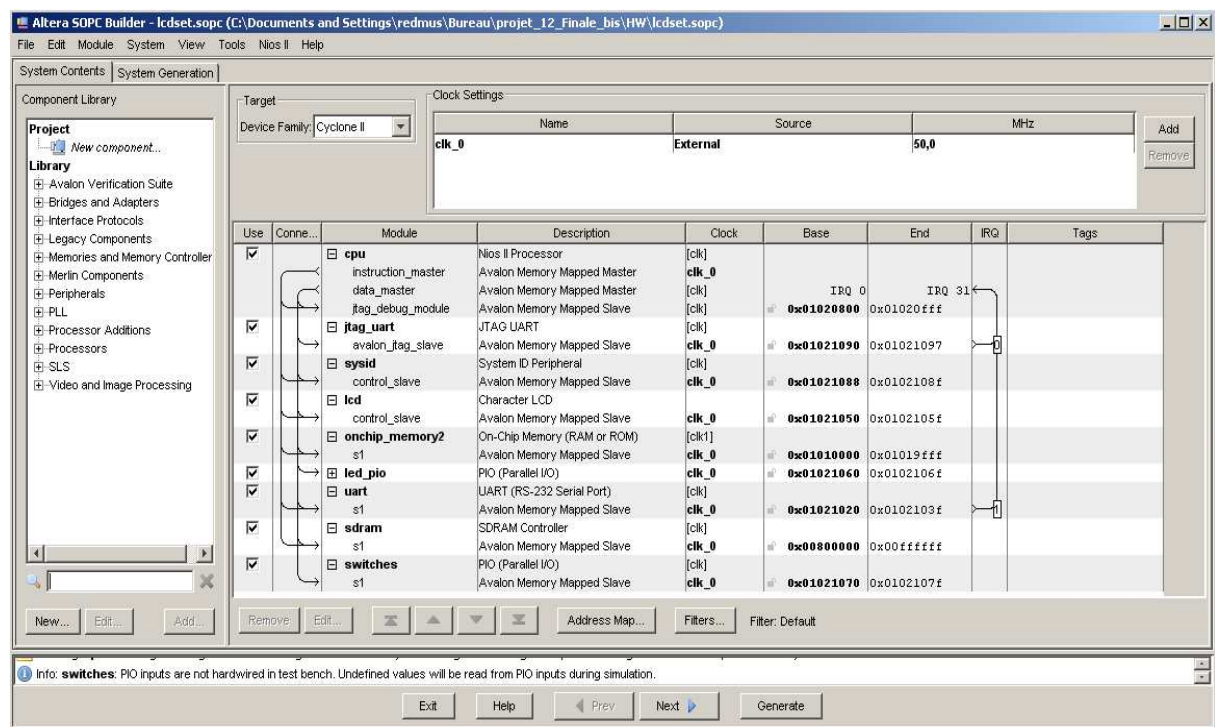 Altera SOPC Builder - lcdset.sopc (C:\Documents and Settings\redmus\Bureau\projet_12_Finale_bis\HW\lcdset.sopc)
File Edit Module System View Tools Nios II Help
System Contents System Generation
Component Library
Project
New component...
Library
Avalon Verification Suite
Bridges and Adapters
Interface Protocols
Legacy Components
Memories and Memory Controller
Merlin Components
Peripherals
PLL
Processor Additions
Processors
SLS
Video and Image Processing
New... Edit... Add...
Target
Device Family: Cyclone II
Clock Settings
Name Source MHz
clk_0 External 50,0
Add
Remove
Use Conne... Module Description Clock Base End IRQ Tags
cpu Nios II Processor [clk]
instruction_master Avalon Memory Mapped Master clk_0
data_master Avalon Memory Mapped Master [clk] IRQ 0 IRQ 31
jtag_debug_module Avalon Memory Mapped Slave [clk] 0x01020800 0x01020fff
jtag_uart JTAG UART [clk]
avalon_jtag_slave Avalon Memory Mapped Slave clk_0 0x01021090 0x01021097 0
sysid System ID Peripheral [clk]
control_slave Avalon Memory Mapped Slave clk_0 0x01021088 0x0102108f
lcd Character LCD
control_slave Avalon Memory Mapped Slave clk_0 0x01021050 0x0102105f
onchip_memory2 On-Chip Memory (RAM or ROM) [clk1]
s1 Avalon Memory Mapped Slave clk_0 0x01010000 0x01019fff
led_pio PIO (Parallel I/O) clk_0 0x01021060 0x0102106f
uart UART (RS-232 Serial Port) [clk]
s1 Avalon Memory Mapped Slave clk_0 0x01021020 0x0102103f 1
sdram SDRAM Controller [clk]
s1 Avalon Memory Mapped Slave clk_0 0x00800000 0x00ffffff
switches PIO (Parallel I/O) [clk]
s1 Avalon Memory Mapped Slave clk_0 0x01021070 0x0102107f
Remove Edit... Address Map... Filters... Filter: Default
Info: switches: PIO inputs are not hardwired in test bench. Undefined values will be read from PIO inputs during simulation.
Exit Help Prev Next Generate